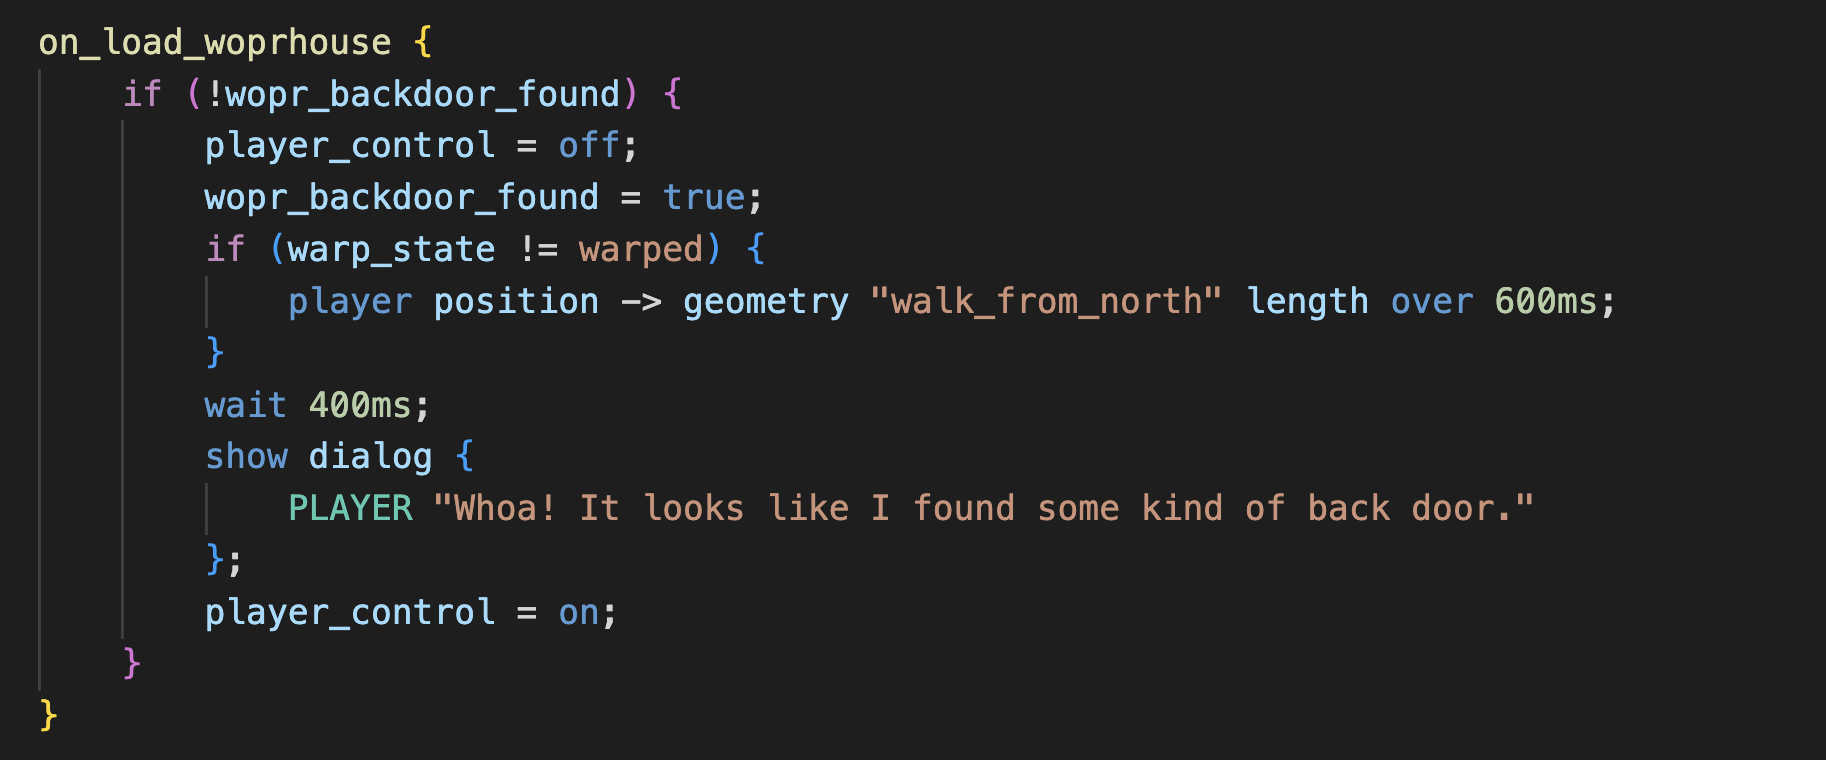 on_load_woprhouse {
    if (!wopr_backdoor_found) {
        player_control = off;
        wopr_backdoor_found = true;
        if (warp_state != warped) {
            player position -> geometry "walk_from_north" length over 600ms;
        }
        wait 400ms;
        show dialog {
            PLAYER "Whoa! It looks like I found some kind of back door."
        };
        player_control = on;
    }
}